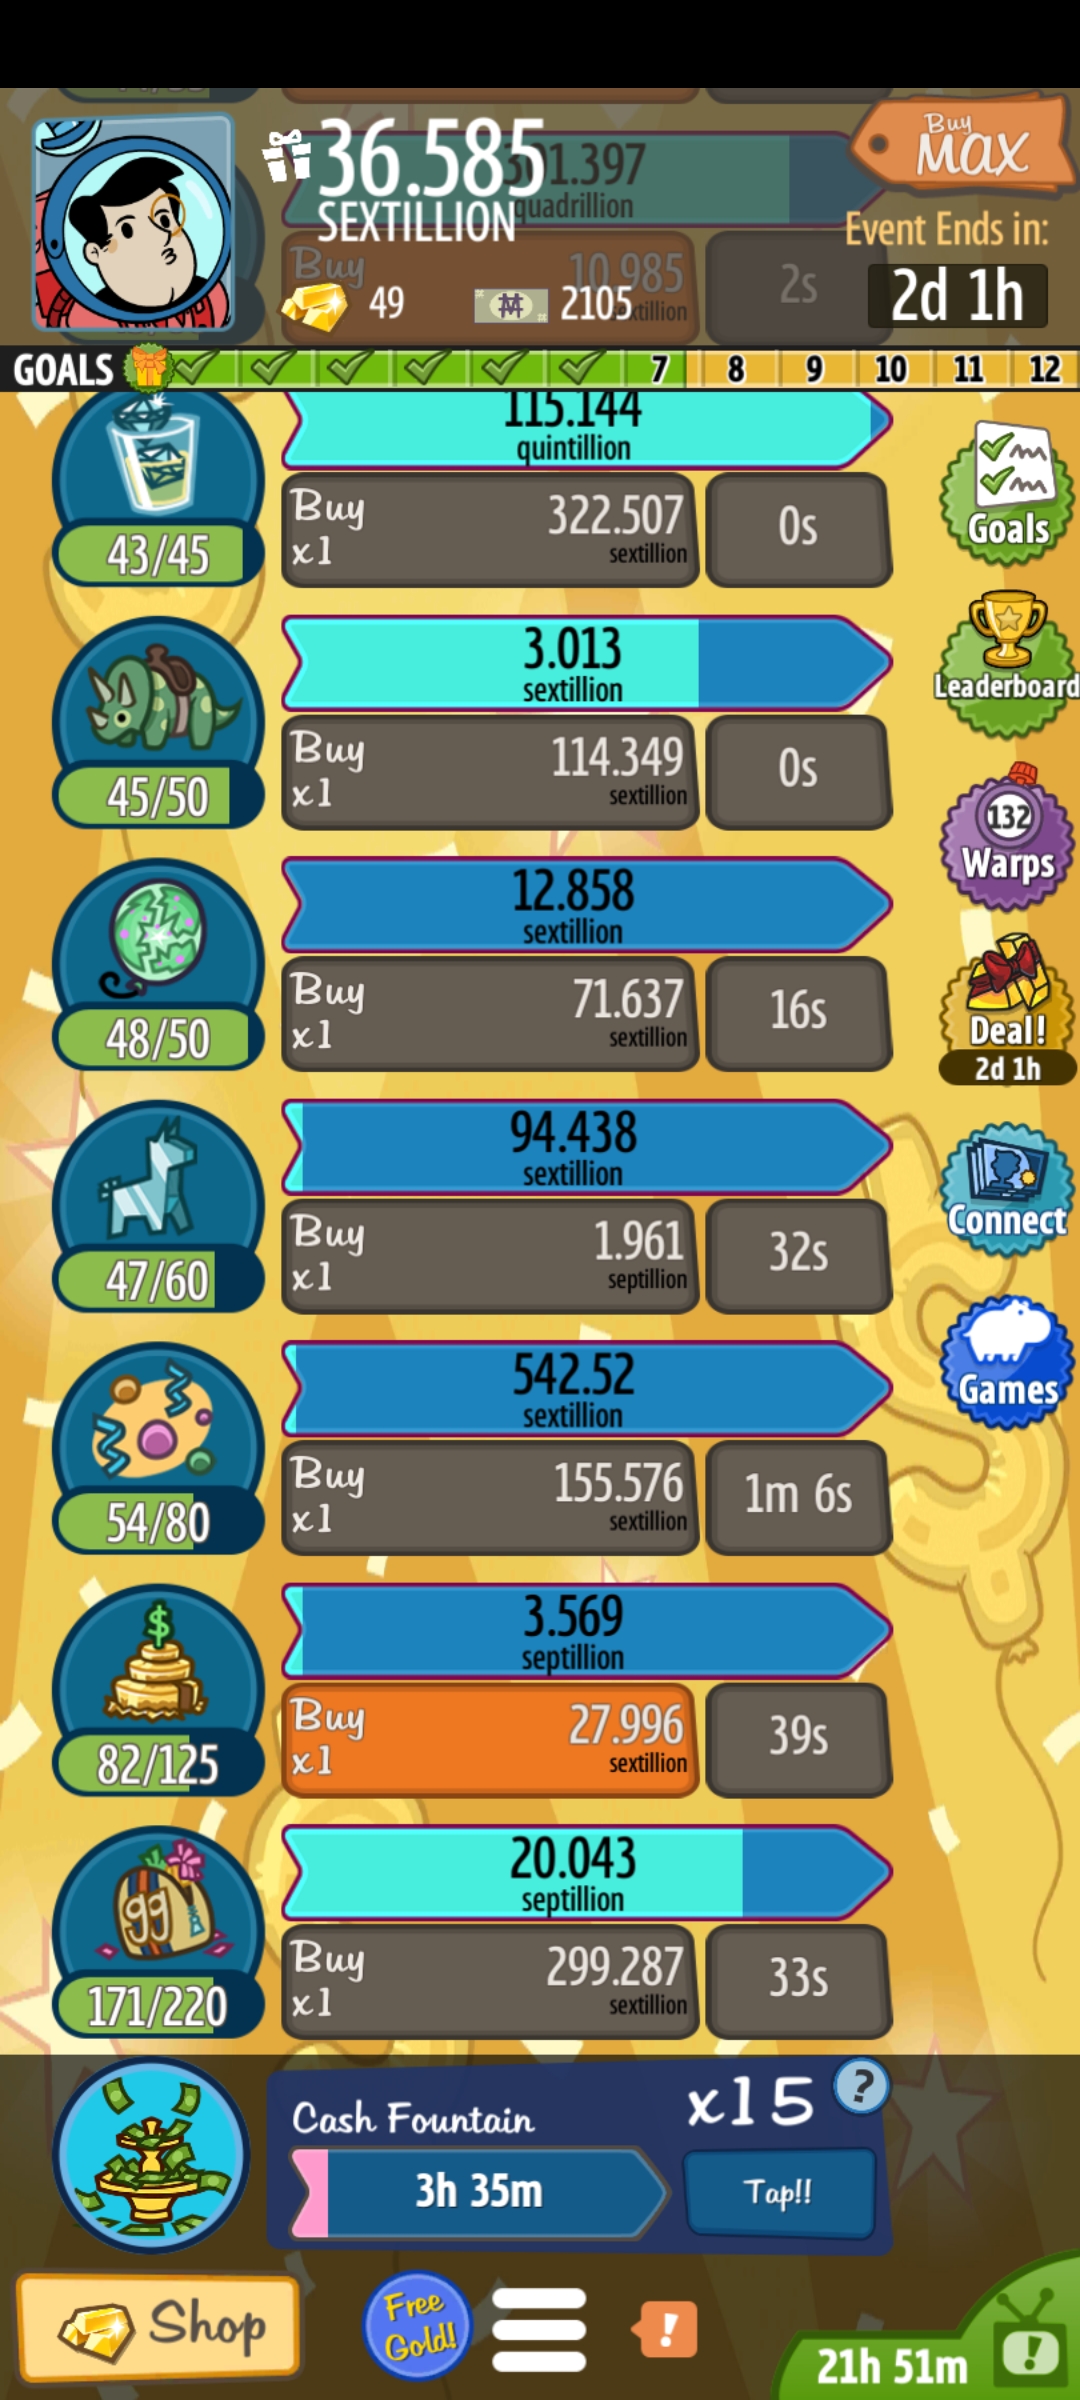 36.585
SEXTILLION
Buy
MAX
quadrillion
Event Ends in:
2d 1h
Buy
10.985
2s
49
2105
GOALS
7
8
9
10
11
12
115.144
quintillion
43/45
Buy
x1
322.507
sextillion
0s
Goals
3.013
sextillion
45/50
Buy
x1
114.349
sextillion
0s
Leaderboard
12.858
sextillion
48/50
Buy
x1
71.637
sextillion
16s
132
Warps
Deal!
2d 1h
94.438
sextillion
47/60
Buy
x1
1.961
septillion
32s
Connect
542.52
sextillion
54/80
Buy
x1
155.576
sextillion
1m 6s
Games
$
3.569
septillion
82/125
Buy
x1
27.996
sextillion
39s
gg
20.043
septillion
171/220
Buy
x1
299.287
sextillion
33s
Cash Fountain
x15
?
3h 35m
Tap!!
Shop
Free
Gold!
!
21h 51m
!